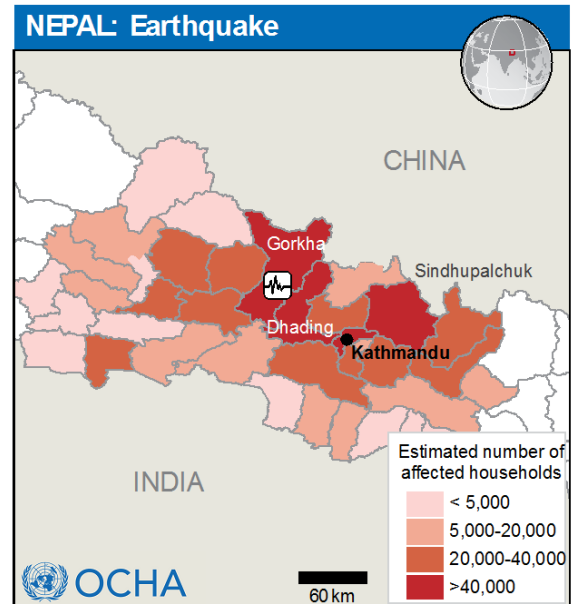 NEPAL: Earthquake
CHINA
Gorkha
Sindhupalchuk
Dhading
Kathmandu
INDIA
Estimated number of
affected households
< 5,000
5,000-20,000
20,000-40,000
>40,000
OCHA
60 km